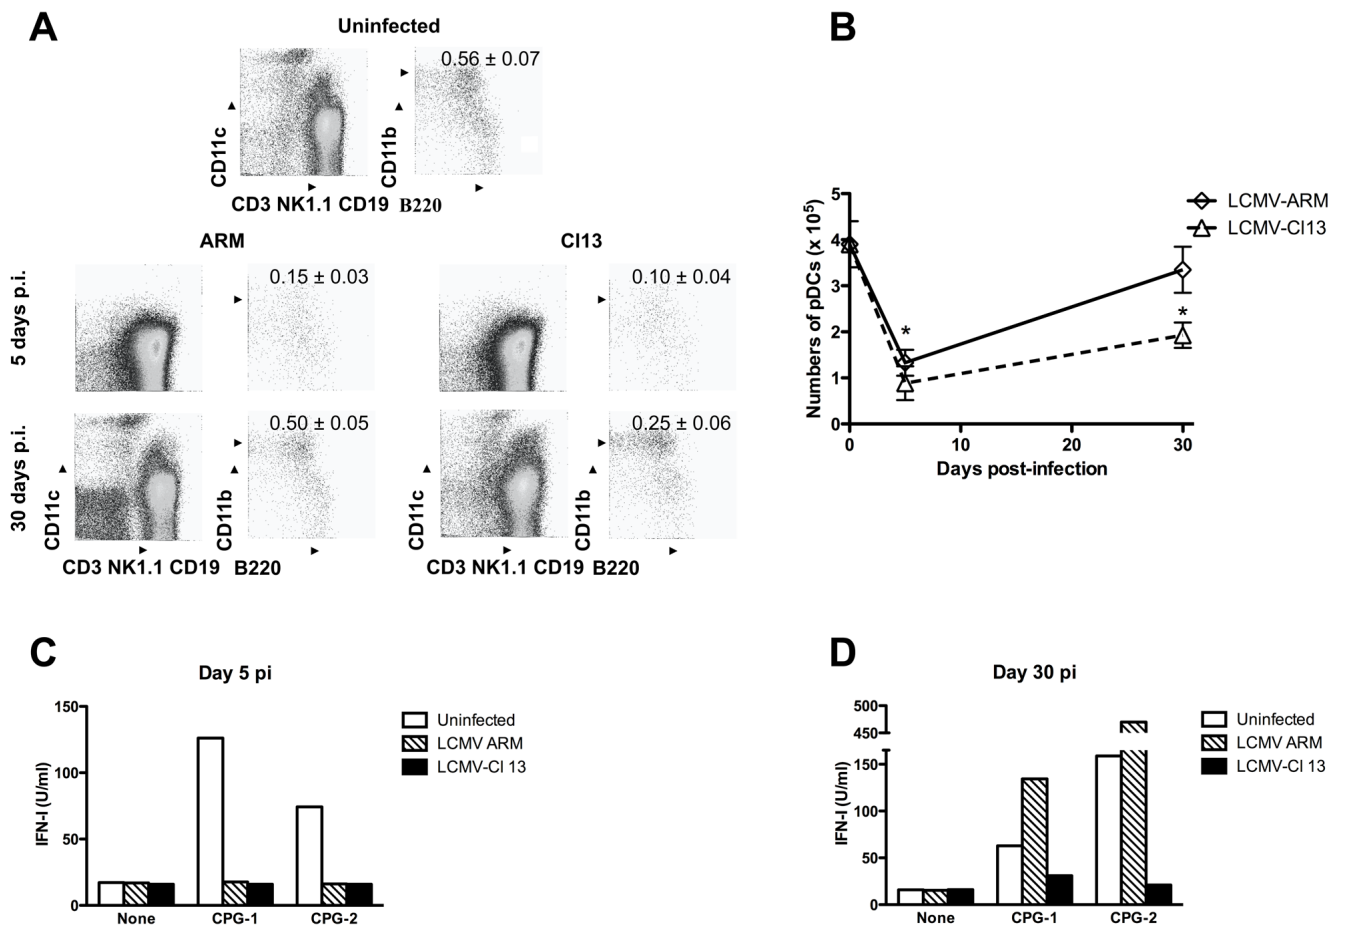 A
Uninfected
0.56 ± 0.07
CD11c
CD11b
CD3 NK1.1 CD19 B220
ARM
Cl13
5 days p.i.
0.15 ± 0.03
0.10 ± 0.04
30 days p.i.
0.50 ± 0.05
0.25 ± 0.06
CD11c
CD11b
CD11c
CD11b
CD3 NK1.1 CD19 B220
CD3 NK1.1 CD19 B220
B
Numbers of pDCs (x 10⁵)
5
4
3
2
1
0
*
*
0 10 20 30
Days post-infection
LCMV-ARM
LCMV-Cl13
C
Day 5 pi
IFN-I (U/ml)
150
100
50
0
None CPG-1 CPG-2
Uninfected
LCMV ARM
LCMV-Cl 13
D
Day 30 pi
IFN-I (U/ml)
500
450
150
100
50
0
None CPG-1 CPG-2
Uninfected
LCMV ARM
LCMV-Cl 13